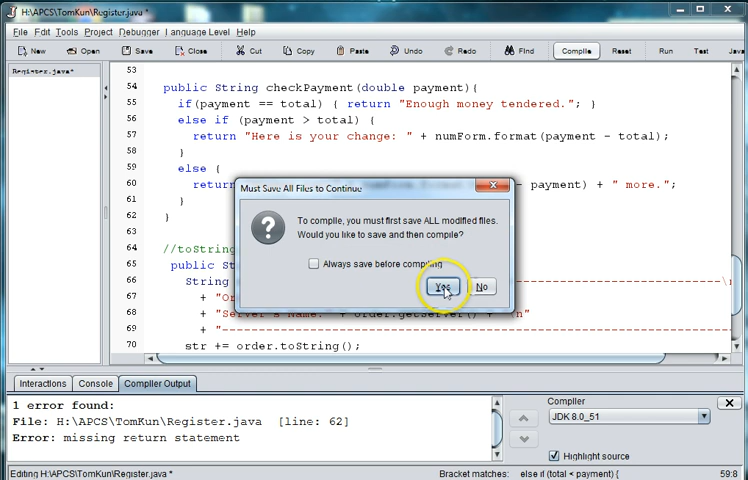 H:\APCS\TomKun\Register.java *
File Edit Tools Project Debugger Language Level Help
New Open Save Close Cut Copy Paste Undo Redo Find Compile Reset Run Test
Register.java*
53
54 public String checkPayment(double payment){
55 if(payment == total) { return "Enough money tendered."; }
56 else if (payment > total) {
57 return "Here is your change: " + numForm.format(payment - total);
58 }
59 else {
60 return - payment) + " more.";
61 }
62 }
63
64 //toString
65 public
66 String
67 + "Or
68 + "Server's Name: " + order.getServer() + \n"
69 + "
70 str += order.toString();
Must Save All Files to Continue
To compile, you must first save ALL modified files.
Would you like to save and then compile?
Always save before compiling
Yes No
Interactions Console Compiler Output
1 error found:
File: H:\APCS\TomKun\Register.java [line: 62]
Error: missing return statement
Compiler
JDK 8.0_51
Highlight source
Editing H:\APCS\TomKun\Register.java * Bracket matches: else if (total < payment) { 59:8